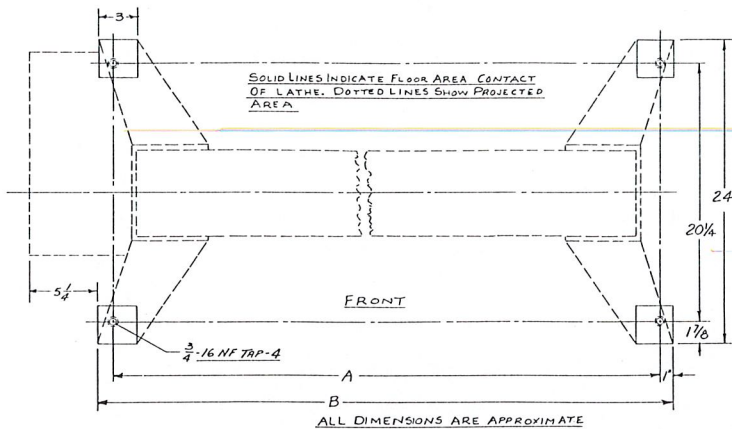 3
SOLID LINES INDICATE FLOOR AREA CONTACT
OF LATHE. DOTTED LINES SHOW PROJECTED
AREA
24
20¼
5¼
FRONT
1⅞
¾-16 NF TAP-4
A
1"
B
ALL DIMENSIONS ARE APPROXIMATE